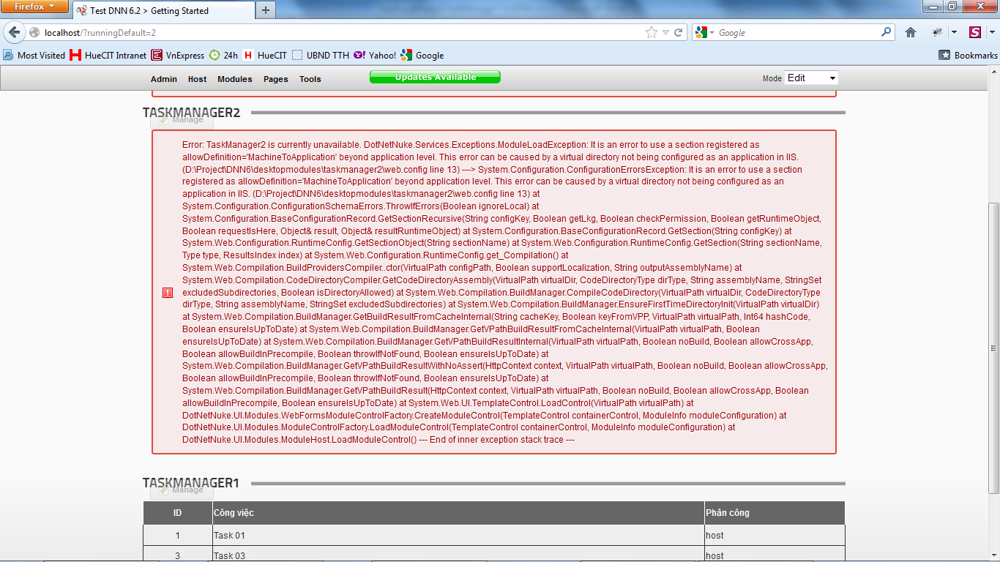 Firefox
Test DNN 6.2 > Getting Started
localhost/?runningDefault=2
Google
Most Visited HueCIT Intranet VnExpress 24h HueCIT UBND TTH Yahoo! Google Bookmarks
Admin Host Modules Pages Tools Updates Available Mode Edit
TASKMANAGER2
Manage
Error: TaskManager2 is currently unavailable. DotNetNuke.Services.Exceptions.ModuleLoadException: It is an error to use a section registered as
allowDefinition='MachineToApplication' beyond application level. This error can be caused by a virtual directory not being configured as an application in IIS.
(D:\Project\DNN6\desktopmodules\taskmanager2\web.config line 13) ---> System.Configuration.ConfigurationErrorsException: It is an error to use a section
registered as allowDefinition='MachineToApplication' beyond application level. This error can be caused by a virtual directory not being configured as an
application in IIS. (D:\Project\DNN6\desktopmodules\taskmanager2\web.config line 13) at
System.Configuration.ConfigurationSchemaErrors.ThrowIfErrors(Boolean ignoreLocal) at
System.Configuration.BaseConfigurationRecord.GetSectionRecursive(String configKey, Boolean getLkg, Boolean checkPermission, Boolean getRuntimeObject,
Boolean requestIsHere, Object& result, Object& resultRuntimeObject) at System.Configuration.BaseConfigurationRecord.GetSection(String configKey) at
System.Web.Configuration.RuntimeConfig.GetSectionObject(String sectionName) at System.Web.Configuration.RuntimeConfig.GetSection(String sectionName,
Type type, ResultsIndex index) at System.Web.Configuration.RuntimeConfig.get_Compilation() at
System.Web.Compilation.BuildProvidersCompiler..ctor(VirtualPath configPath, Boolean supportLocalization, String outputAssemblyName) at
System.Web.Compilation.CodeDirectoryCompiler.GetCodeDirectoryAssembly(VirtualPath virtualDir, CodeDirectoryType dirType, String assemblyName, StringSet
excludedSubdirectories, Boolean isDirectoryAllowed) at System.Web.Compilation.BuildManager.CompileCodeDirectory(VirtualPath virtualDir, CodeDirectoryType
dirType, String assemblyName, StringSet excludedSubdirectories) at System.Web.Compilation.BuildManager.EnsureFirstTimeDirectoryInit(VirtualPath virtualDir)
at System.Web.Compilation.BuildManager.GetBuildResultFromCacheInternal(String cacheKey, Boolean keyFromVPP, VirtualPath virtualPath, Int64 hashCode,
Boolean ensureIsUpToDate) at System.Web.Compilation.BuildManager.GetVPathBuildResultFromCacheInternal(VirtualPath virtualPath, Boolean
ensureIsUpToDate) at System.Web.Compilation.BuildManager.GetVPathBuildResultInternal(VirtualPath virtualPath, Boolean noBuild, Boolean allowCrossApp,
Boolean allowBuildInPrecompile, Boolean throwIfNotFound, Boolean ensureIsUpToDate) at
System.Web.Compilation.BuildManager.GetVPathBuildResultWithNoAssert(HttpContext context, VirtualPath virtualPath, Boolean noBuild, Boolean allowCrossApp,
Boolean allowBuildInPrecompile, Boolean throwIfNotFound, Boolean ensureIsUpToDate) at
System.Web.Compilation.BuildManager.GetVPathBuildResult(HttpContext context, VirtualPath virtualPath, Boolean noBuild, Boolean allowCrossApp, Boolean
allowBuildInPrecompile, Boolean ensureIsUpToDate) at System.Web.UI.TemplateControl.LoadControl(VirtualPath virtualPath) at
DotNetNuke.UI.Modules.WebFormsModuleControlFactory.CreateModuleControl(TemplateControl containerControl, ModuleInfo moduleConfiguration) at
DotNetNuke.UI.Modules.ModuleControlFactory.LoadModuleControl(TemplateControl containerControl, ModuleInfo moduleConfiguration) at
DotNetNuke.UI.Modules.ModuleHost.LoadModuleControl() --- End of inner exception stack trace ---
TASKMANAGER1
Manage
ID Công việc Phân công
1 Task 01 host
3 Task 03 host